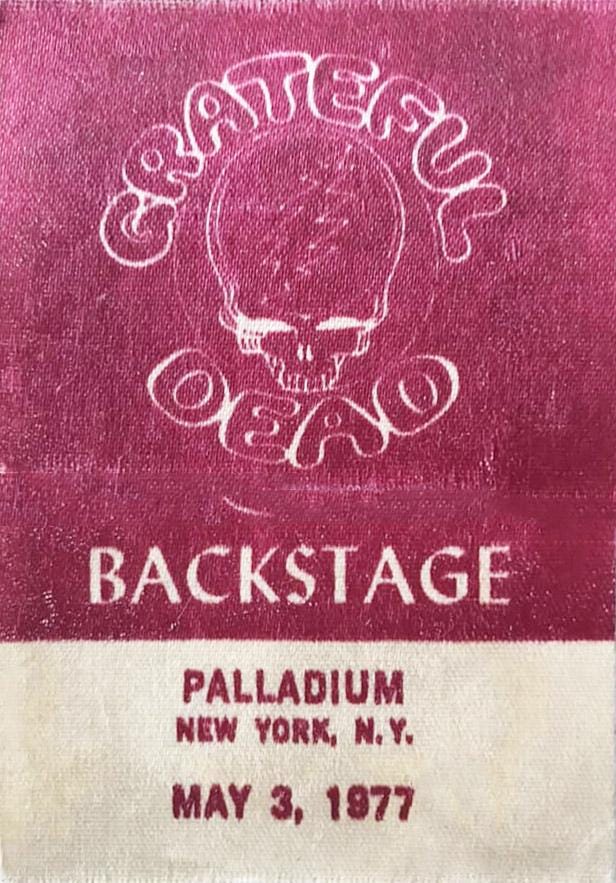 GRATEFUL
DEAD
BACKSTAGE
PALLADIUM
NEW YORK, N.Y.
MAY 3, 1977